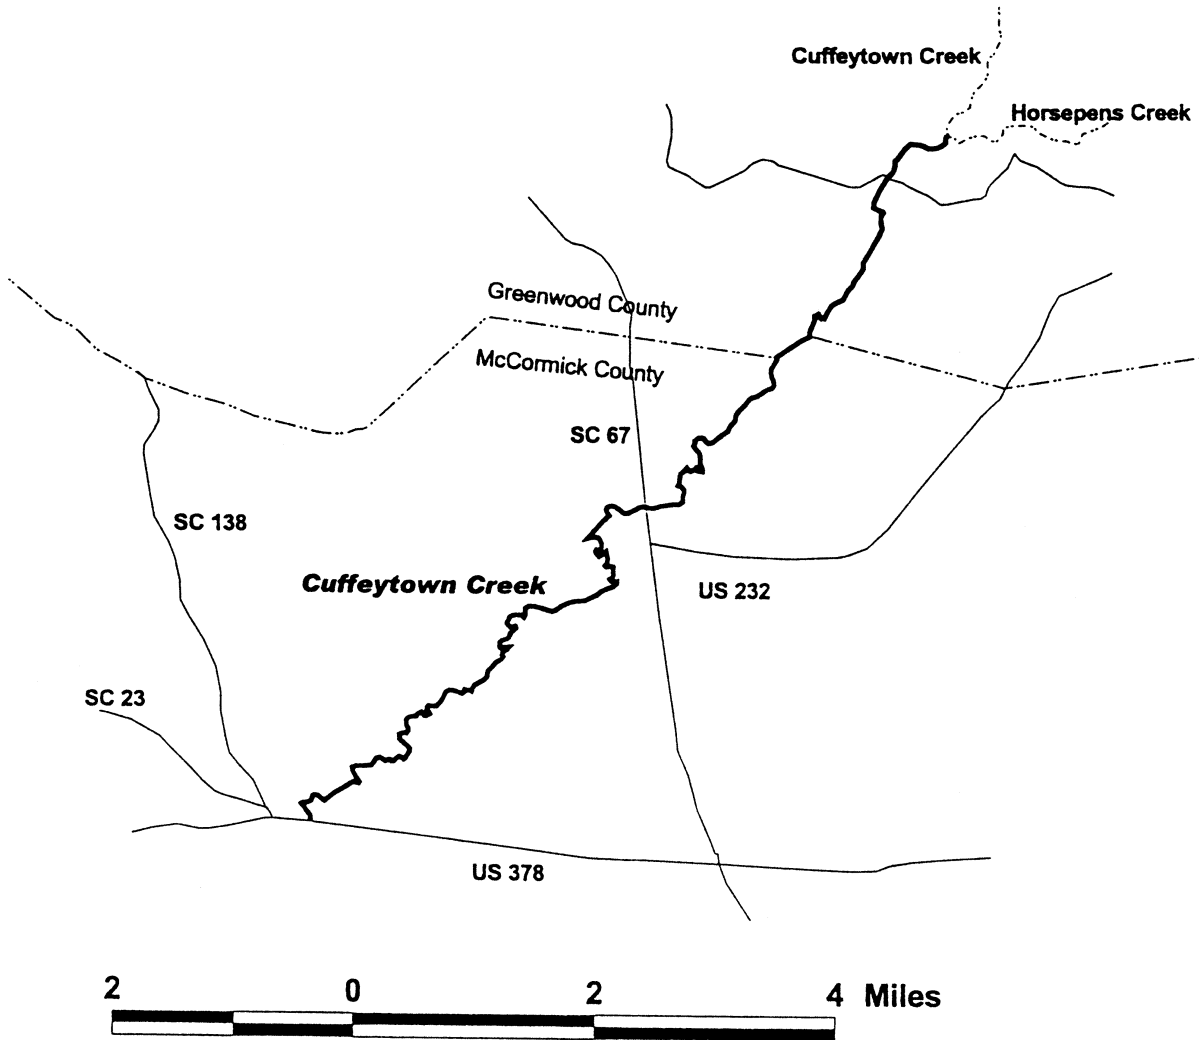 Cuffeytown Creek
Horsepens Creek
Greenwood County
McCormick County
SC 67
SC 138
Cuffeytown Creek
US 232
SC 23
US 378
2 0 2 4 Miles